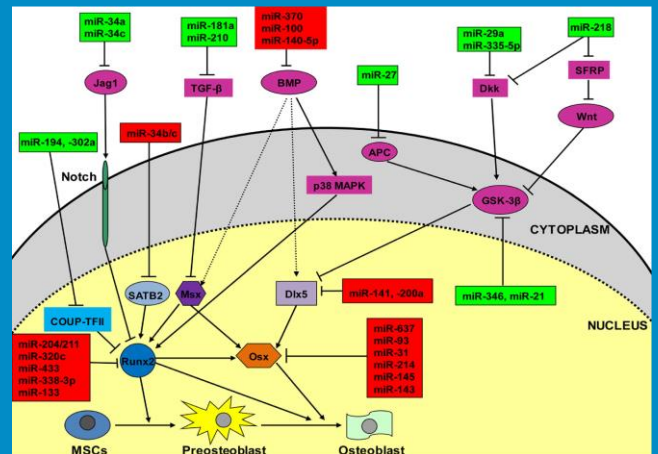 miR-34a
miR-34c
miR-181a
miR-210
miR-370
miR-100
miR-140-5p
miR-29a
miR-335-5p
miR-218
miR-27
Jag1
TGF-β
BMP
Dkk
SFRP
Wnt
miR-194, -302a
miR-34b/c
APC
Notch
p38 MAPK
GSK-3β
CYTOPLASM
SATB2
Msx
Dlx5
miR-141, -200a
miR-346, miR-21
NUCLEUS
COUP-TFII
miR-204/211
miR-320c
miR-433
miR-338-3p
miR-133
Runx2
Osx
miR-637
miR-93
miR-31
miR-214
miR-145
miR-143
MSCs
Preosteoblast
Osteoblast